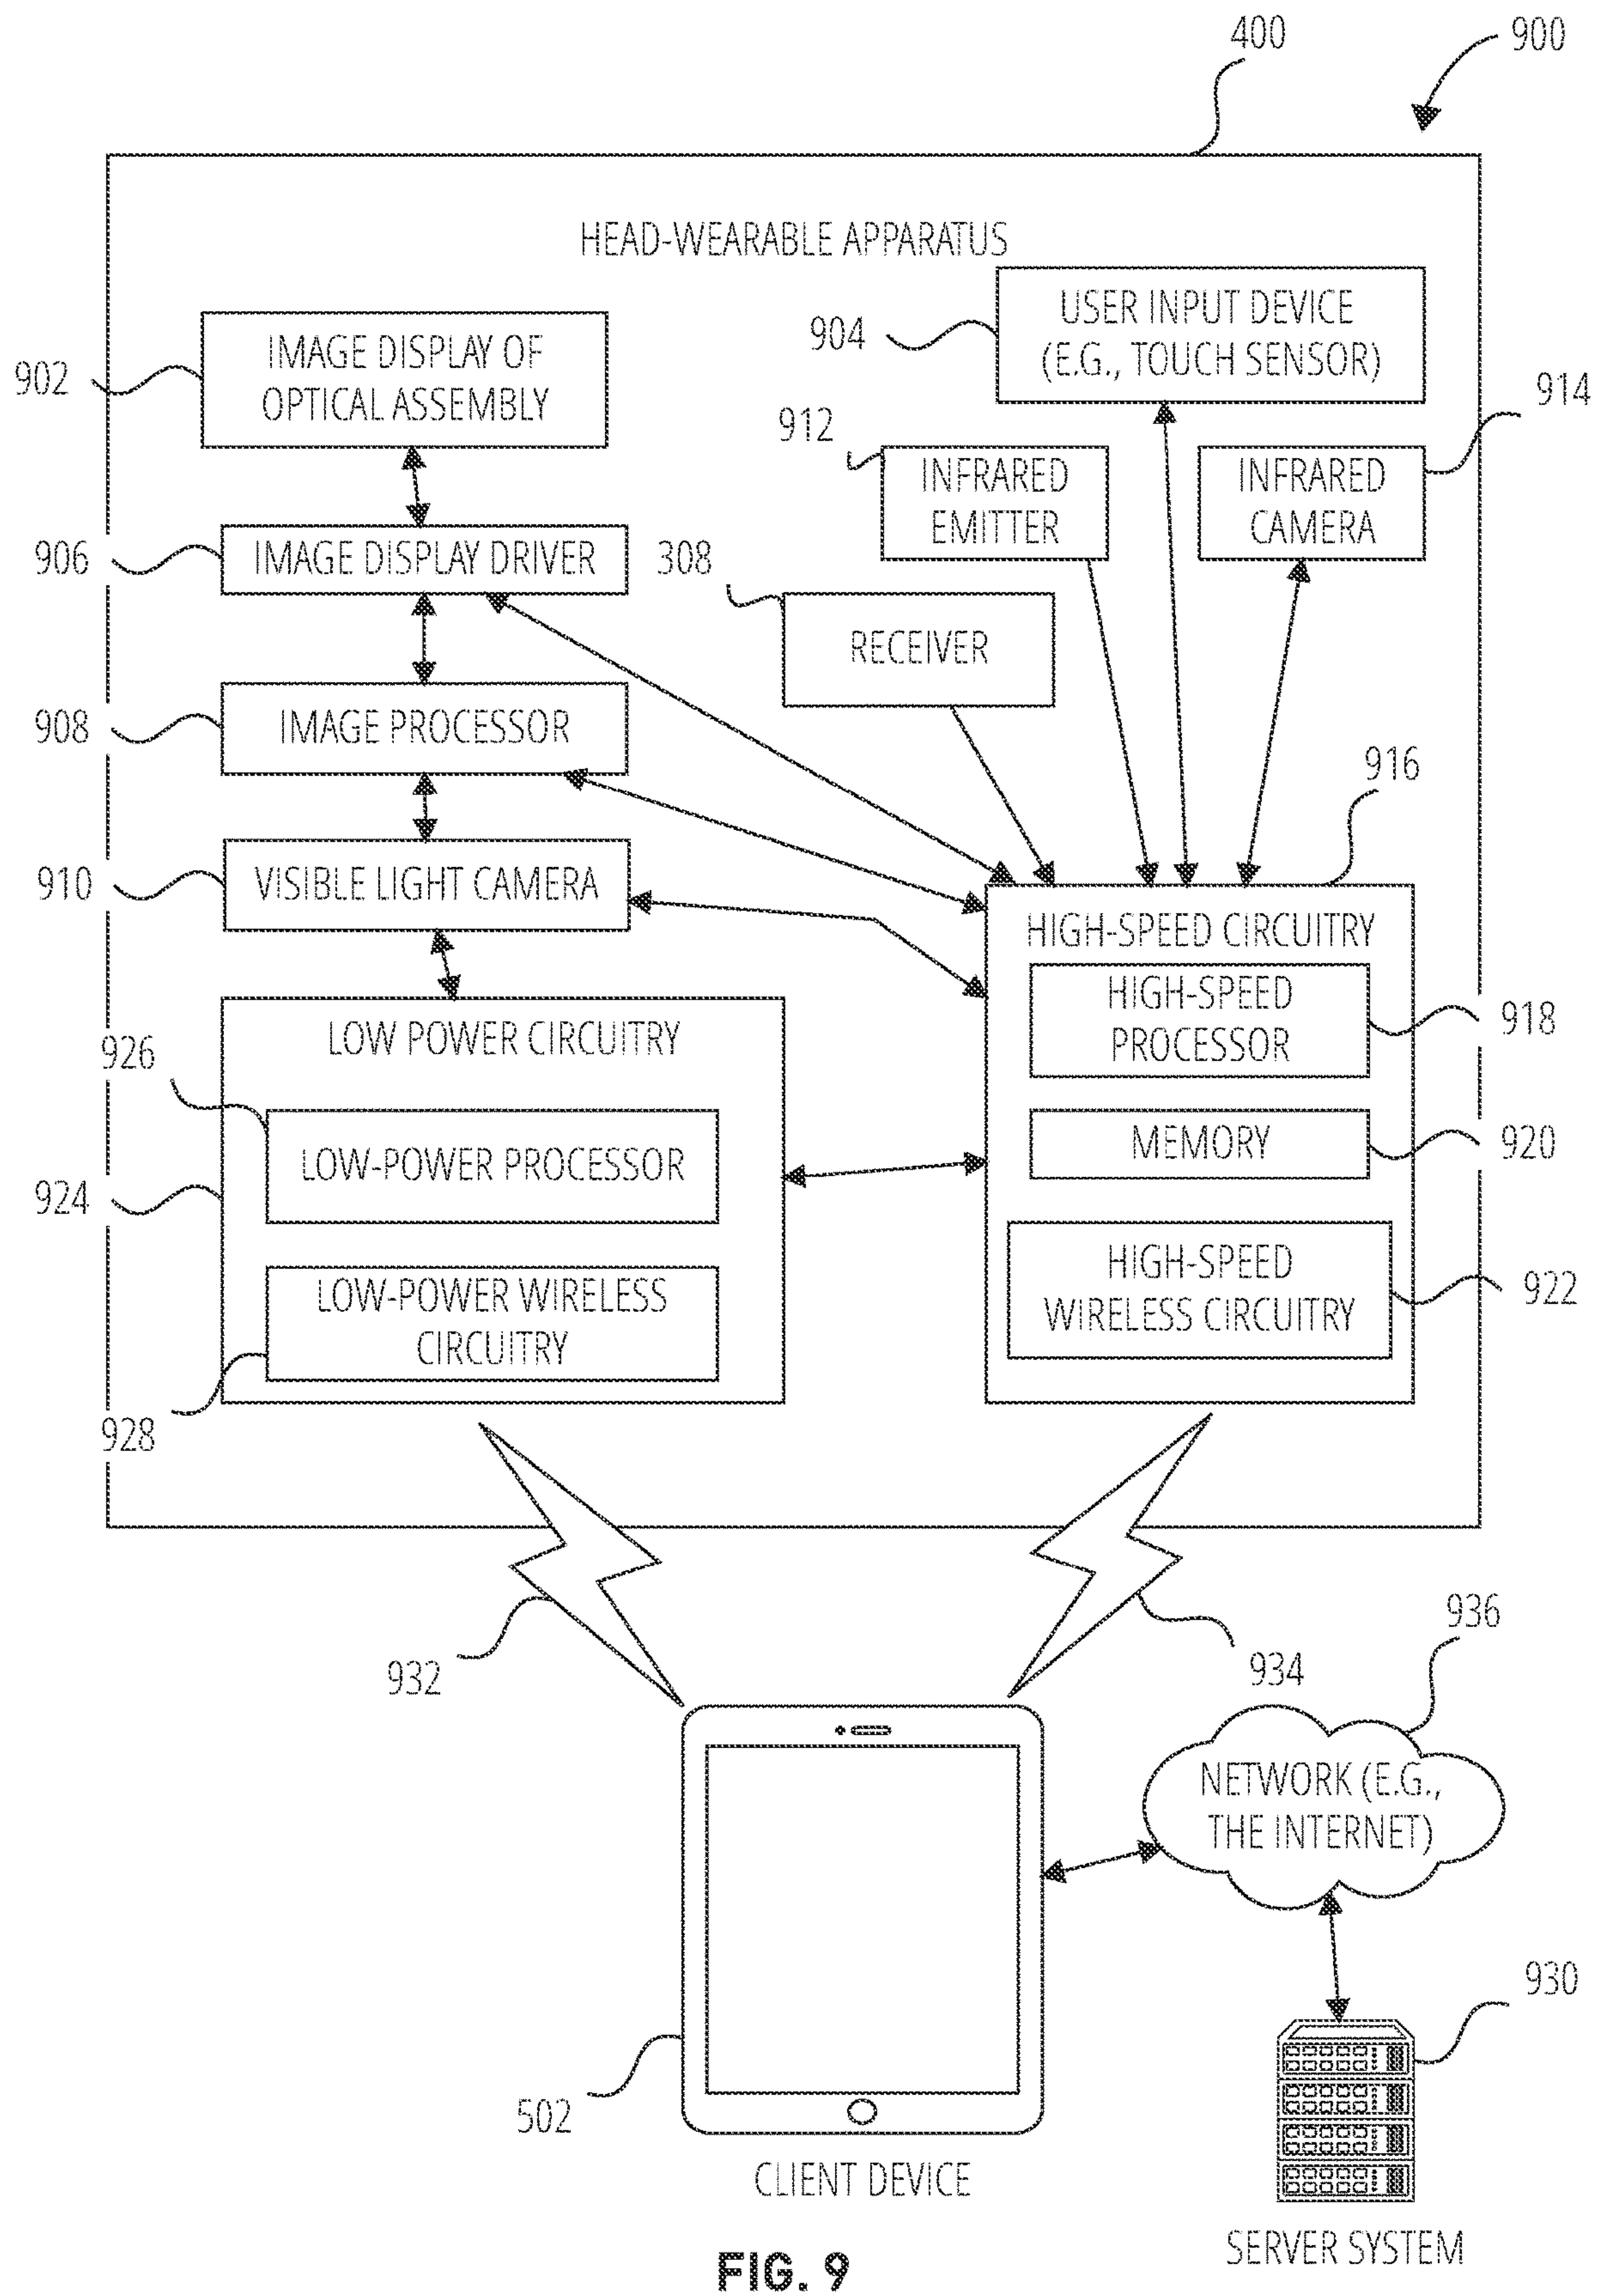 400
900
HEAD-WEARABLE APPARATUS
902
IMAGE DISPLAY OF
OPTICAL ASSEMBLY
904
USER INPUT DEVICE
(E.G., TOUCH SENSOR)
912
INFRARED
EMITTER
914
INFRARED
CAMERA
906
IMAGE DISPLAY DRIVER
308
RECEIVER
908
IMAGE PROCESSOR
916
910
VISIBLE LIGHT CAMERA
HIGH-SPEED CIRCUITRY
HIGH-SPEED
PROCESSOR
918
926
LOW POWER CIRCUITRY
LOW-POWER PROCESSOR
MEMORY
920
924
LOW-POWER WIRELESS
CIRCUITRY
HIGH-SPEED
WIRELESS CIRCUITRY
922
928
932
934
936
NETWORK (E.G.,
THE INTERNET)
930
502
CLIENT DEVICE
SERVER SYSTEM
FIG. 9